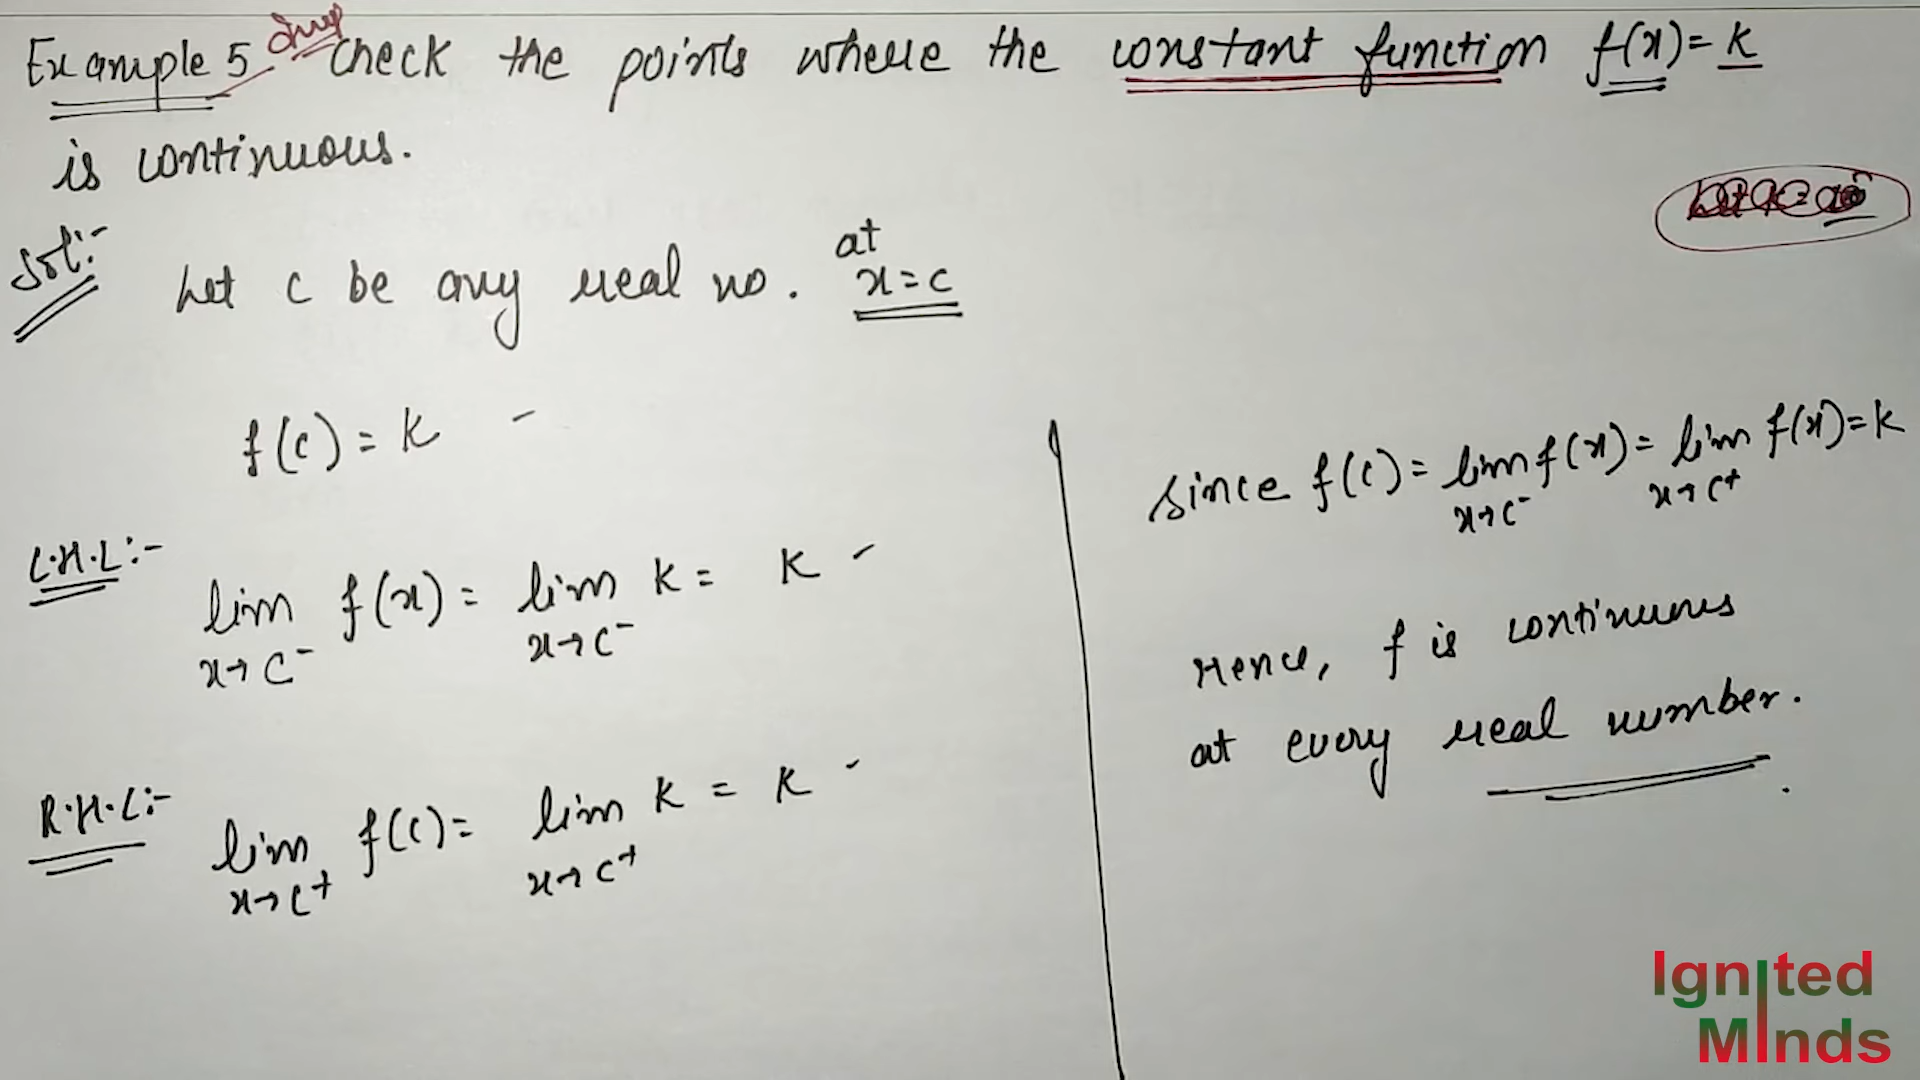 Example 5 Imp Check the points where the constant function f(x) = k
is continuous.
Sol:-
Let c be any real no. at x = c
f(c) = k
L.H.L:-
lim x→c⁻ f(x) = lim x→c⁻ k = k
R.H.L:-
lim x→c⁺ f(c) = lim x→c⁺ k = k
since f(c) = lim x→c⁻ f(x) = lim x→c⁺ f(x) = k
Hence, f is continuous
at every real number.
Ignited
Minds